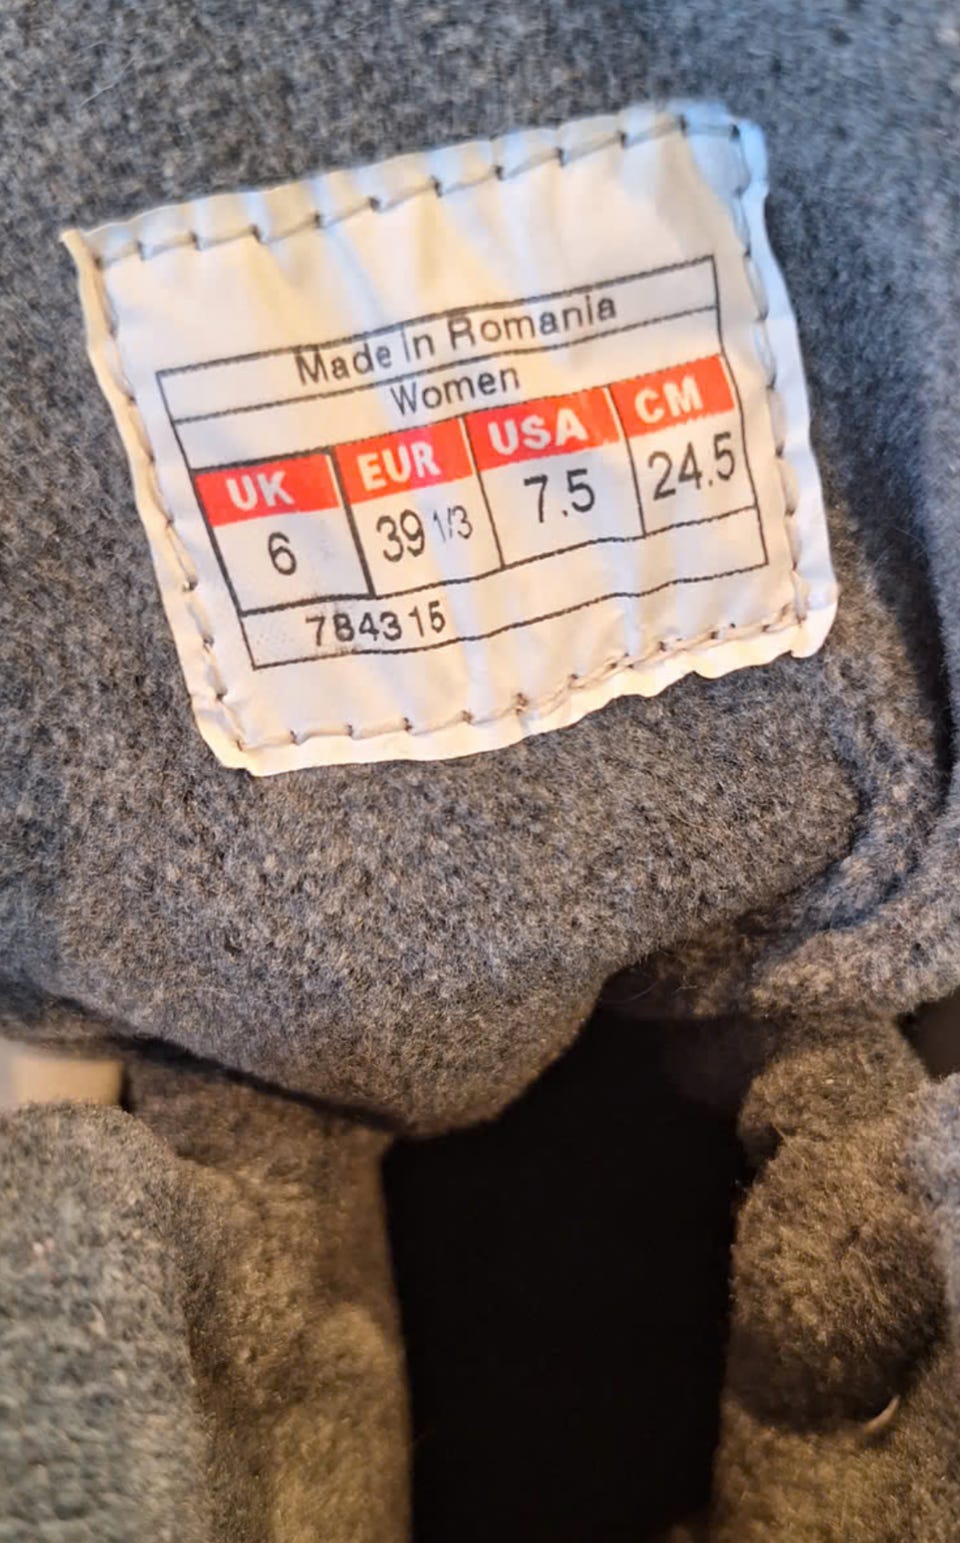 Made in Romania
Women
UK EUR USA CM
6 39 1/3 7.5 24.5
784315